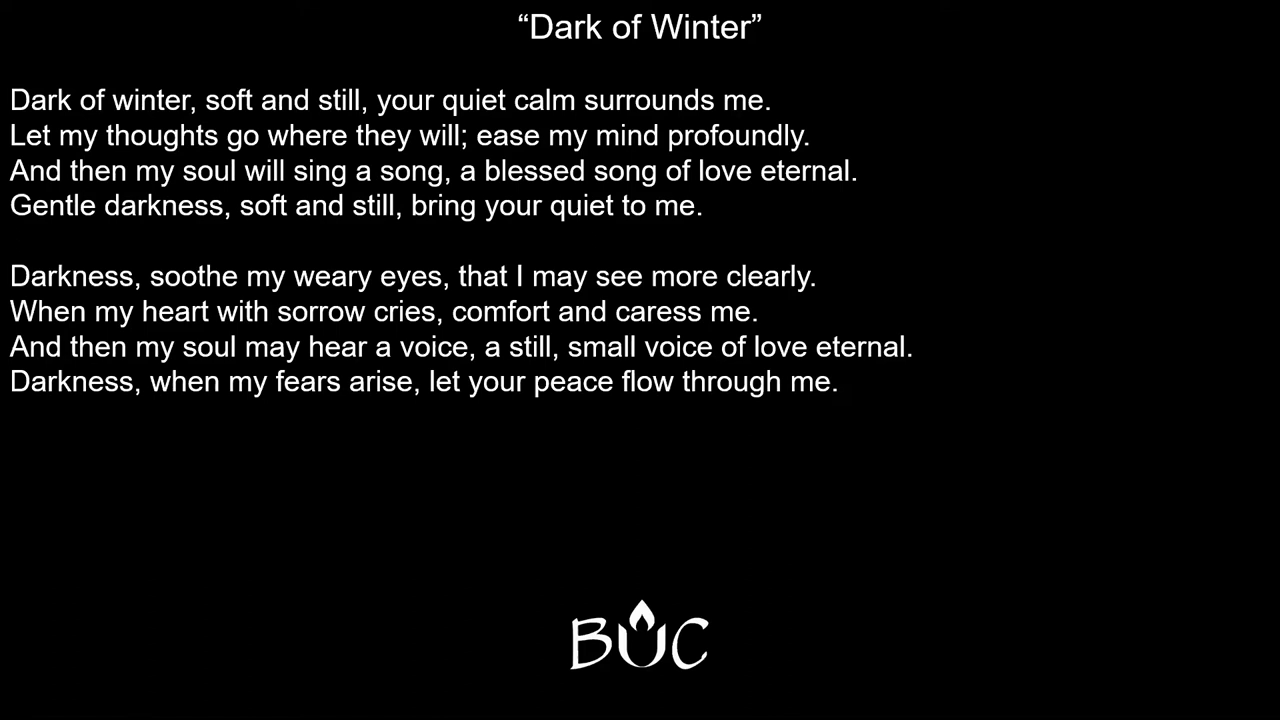 “Dark of Winter”
Dark of winter, soft and still, your quiet calm surrounds me.
Let my thoughts go where they will; ease my mind profoundly.
And then my soul will sing a song, a blessed song of love eternal.
Gentle darkness, soft and still, bring your quiet to me.
Darkness, soothe my weary eyes, that I may see more clearly.
When my heart with sorrow cries, comfort and caress me.
And then my soul may hear a voice, a still, small voice of love eternal.
Darkness, when my fears arise, let your peace flow through me.
BUC